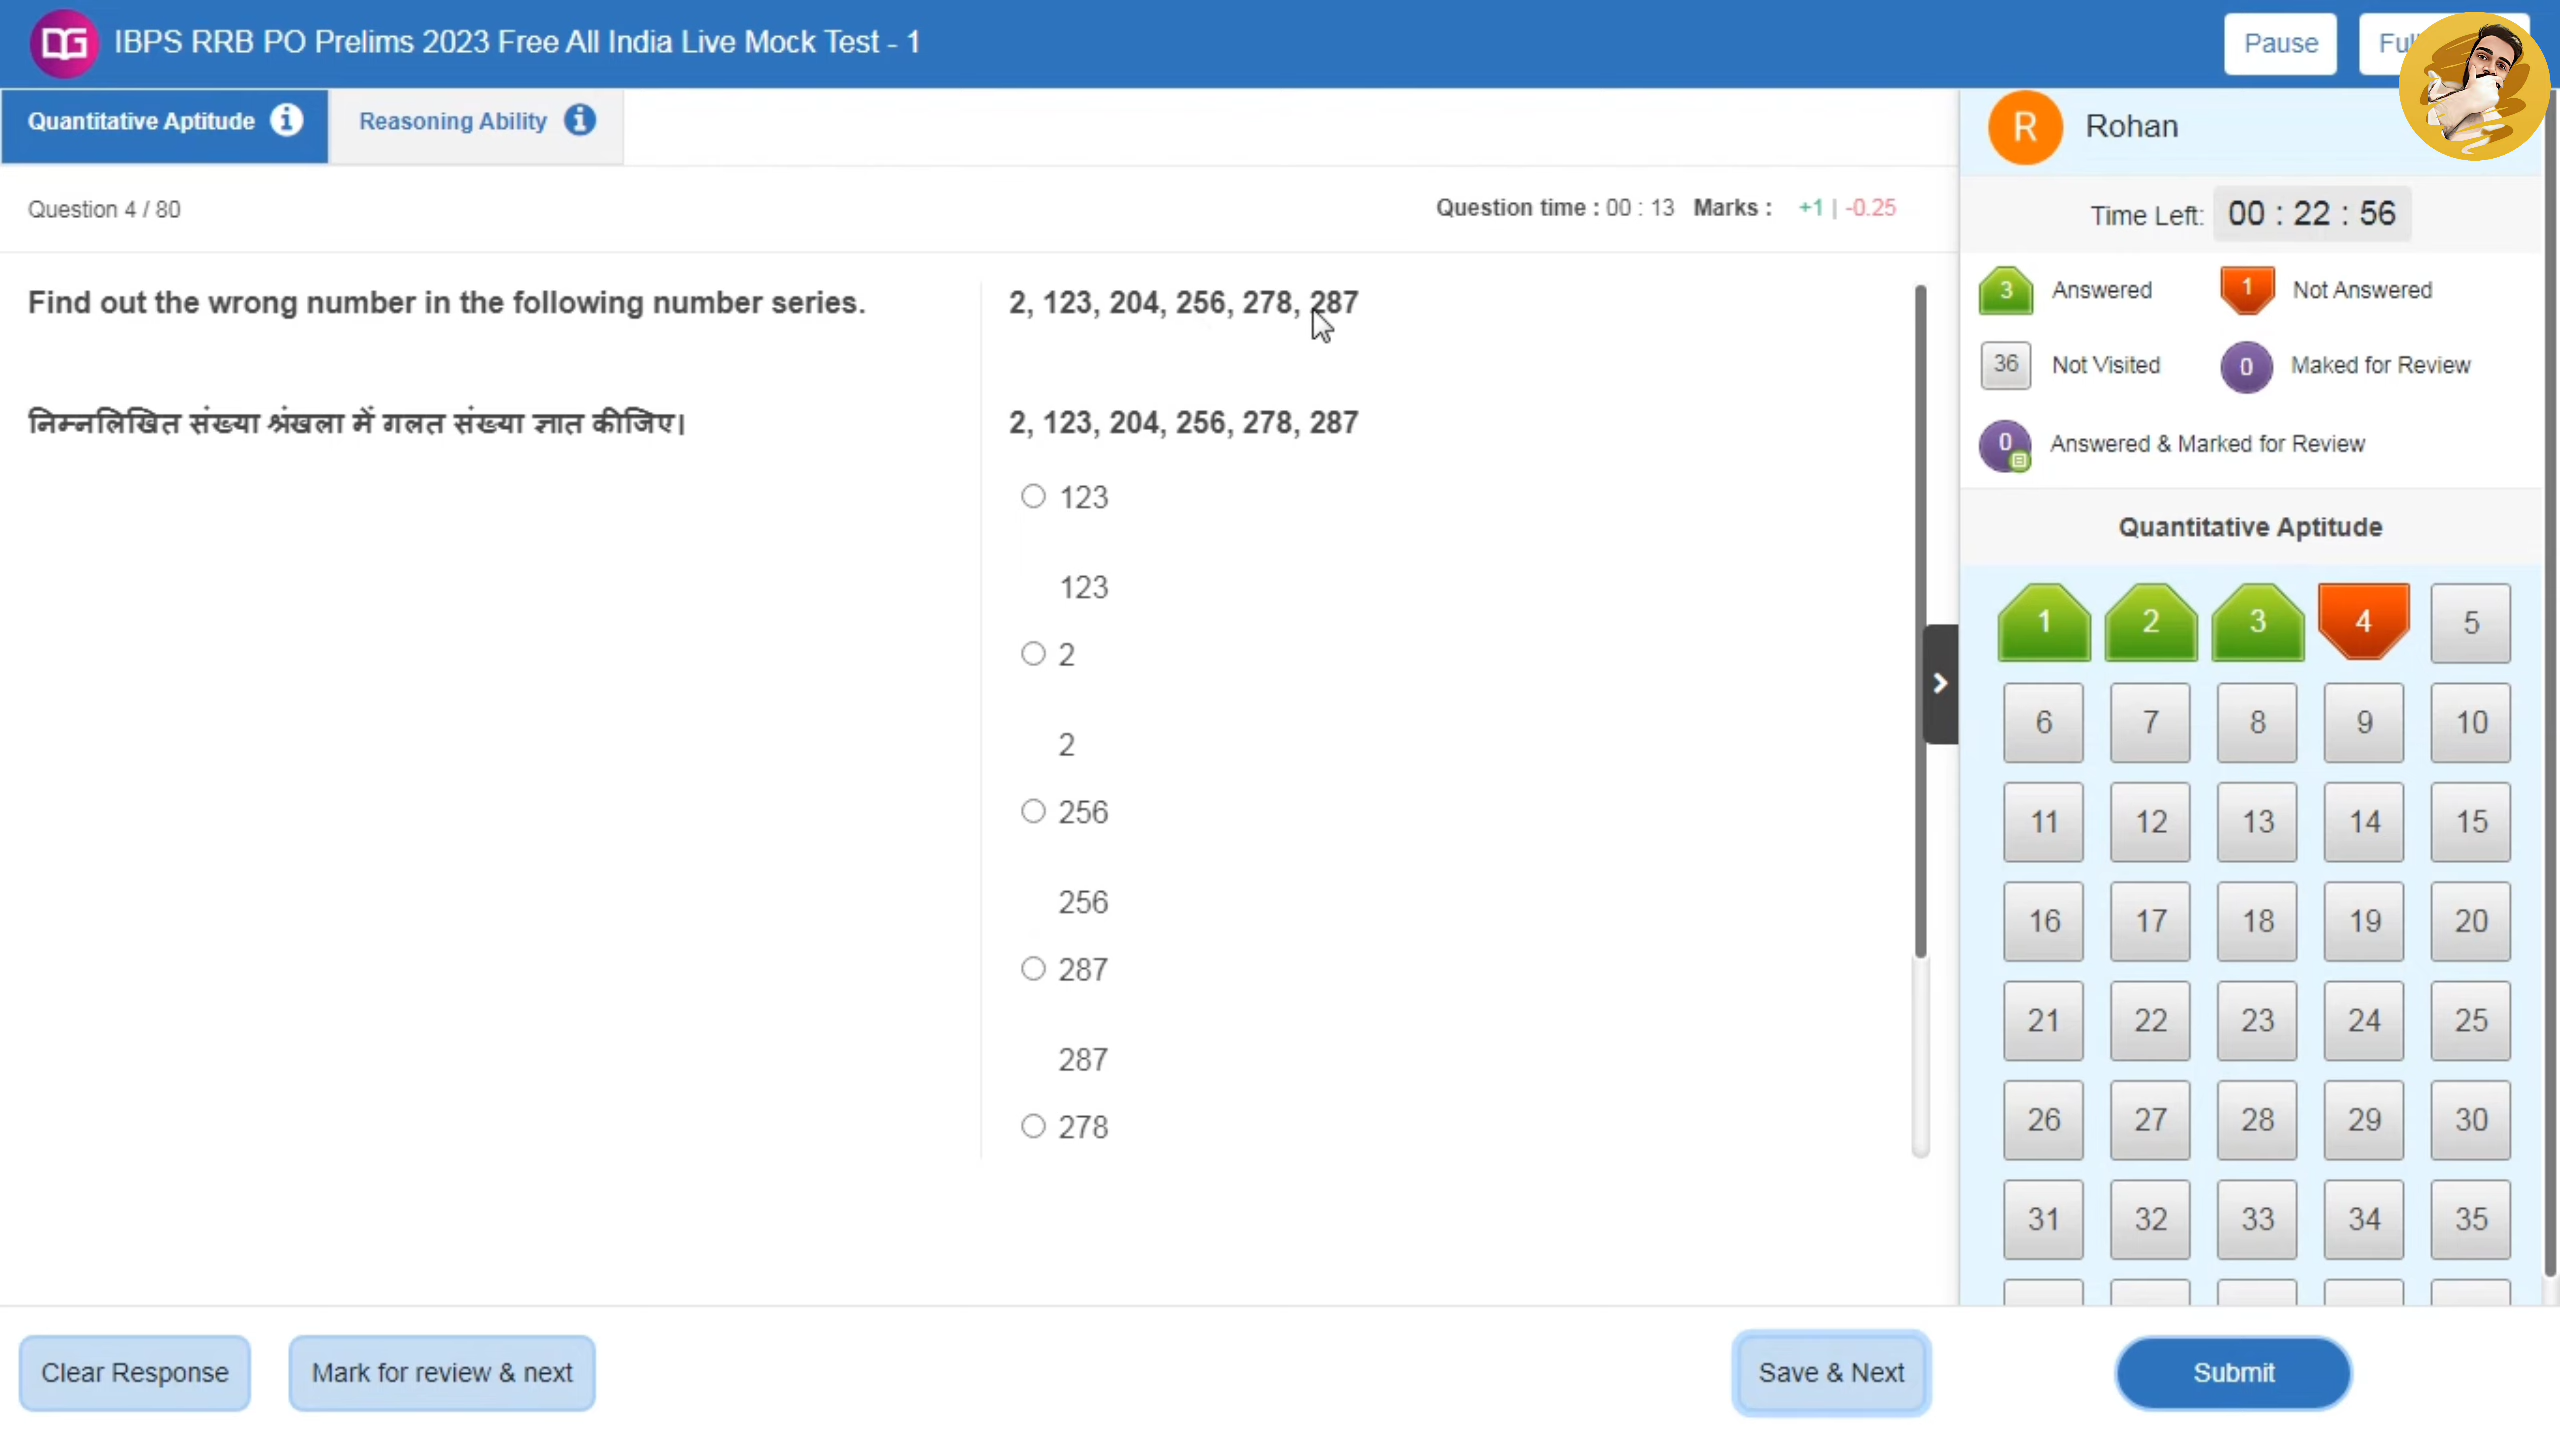 DG IBPS RRB PO Prelims 2023 Free All India Live Mock Test - 1
Pause
Quantitative Aptitude i
Reasoning Ability i
R Rohan
Question 4 / 80
Question time : 00 : 13 Marks : +1 | -0.25
Time Left: 00 : 22 : 56
Find out the wrong number in the following number series.
निम्नलिखित संख्या श्रंखला में गलत संख्या ज्ञात कीजिए।
2, 123, 204, 256, 278, 287
2, 123, 204, 256, 278, 287
123
123
2
2
256
256
287
287
278
3 Answered
1 Not Answered
36 Not Visited
0 Maked for Review
0 Answered & Marked for Review
Quantitative Aptitude
1 2 3 4 5
6 7 8 9 10
11 12 13 14 15
16 17 18 19 20
21 22 23 24 25
26 27 28 29 30
31 32 33 34 35
Clear Response
Mark for review & next
Save & Next
Submit